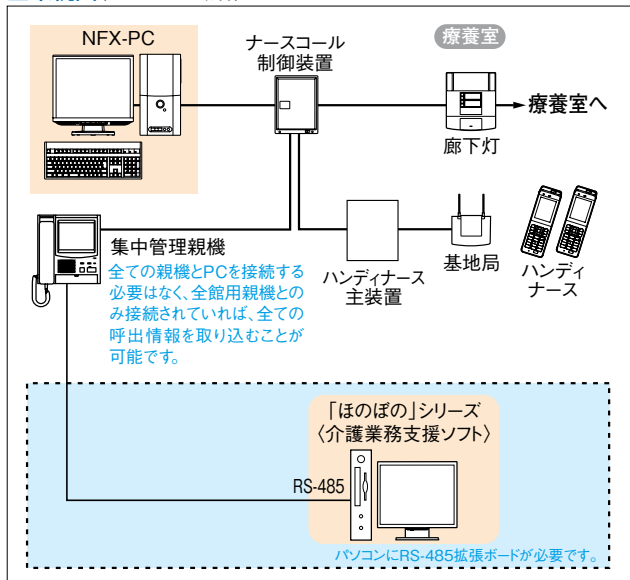 NFX-PC
ナースコール
制御装置
療養室
療養室へ
廊下灯
集中管理親機
全ての親機とPCを接続する
必要はなく、全館用親機との
み接続されていれば、全ての
呼出情報を取り込むことが
可能です。
ハンディナース
主装置
基地局
ハンディ
ナース
「ほのぼの」シリーズ
〈介護業務支援ソフト〉
RS-485
パソコンにRS-485拡張ボードが必要です。